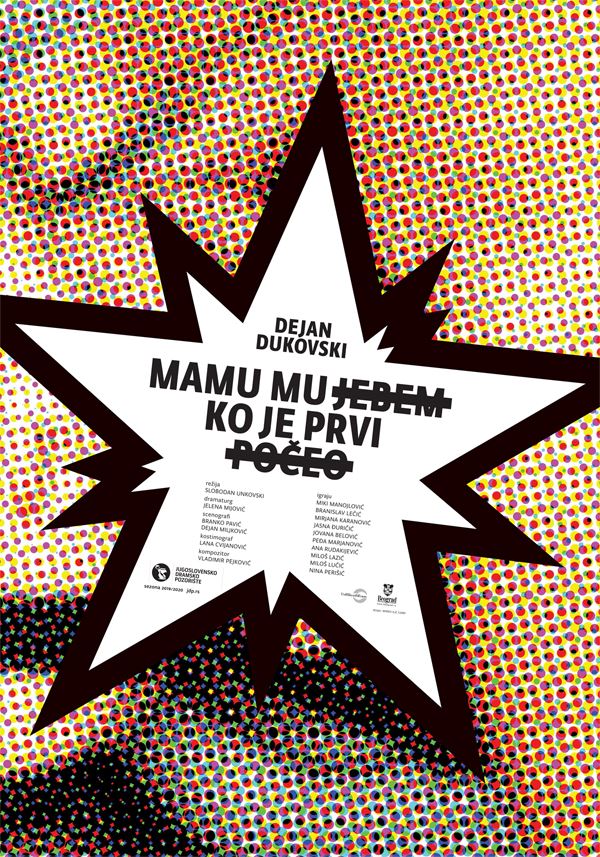 DEJAN
DUKOVSKI
MAMU MU JEBEM
KO JE PRVI
POČEO
režija
SLOBODAN UNKOVSKI
dramaturg
JELENA MIJOVIĆ
scenografi
BRANKO PAVIĆ
DEJAN MILJKOVIĆ
kostimograf
LANA CVIJANOVIĆ
kompozitor
VLADIMIR PEJKOVIĆ
igraju
MIKI MANOJLOVIĆ
BRANISLAV LEČIĆ
MIRJANA KARANOVIĆ
JASNA ĐURIČIĆ
JOVANA BELOVIĆ
PEĐA MARJANOVIĆ
ANA RUDAKIJEVIĆ
MILOŠ LAZIĆ
MILOŠ LUČIĆ
NINA PERIŠIĆ
JUGOSLOVENSKO
DRAMSKO
POZORIŠTE
sezona 2019/2020 jdp.rs
Beograd